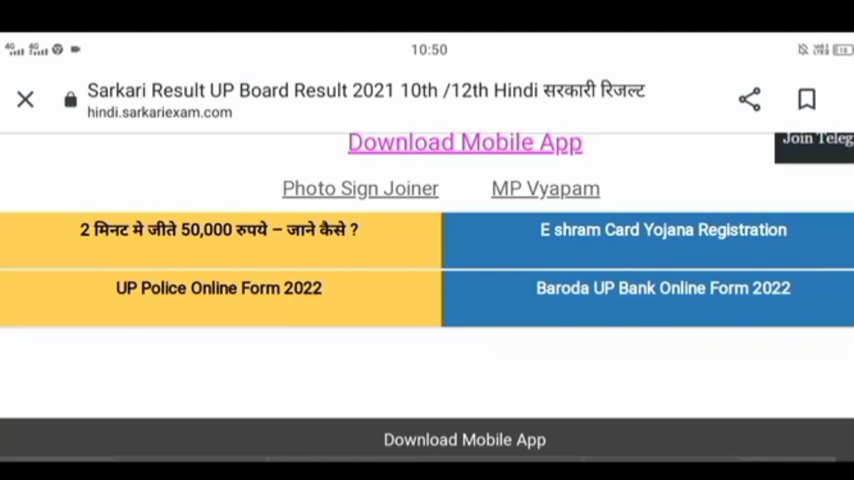 10:50
Sarkari Result UP Board Result 2021 10th /12th Hindi सरकारी रिजल्ट
hindi.sarkariexam.com
Download Mobile App
Join Teleg
Photo Sign Joiner MP Vyapam
2 मिनट मे जीते 50,000 रुपये – जाने कैसे ?
E shram Card Yojana Registration
UP Police Online Form 2022
Baroda UP Bank Online Form 2022
Download Mobile App